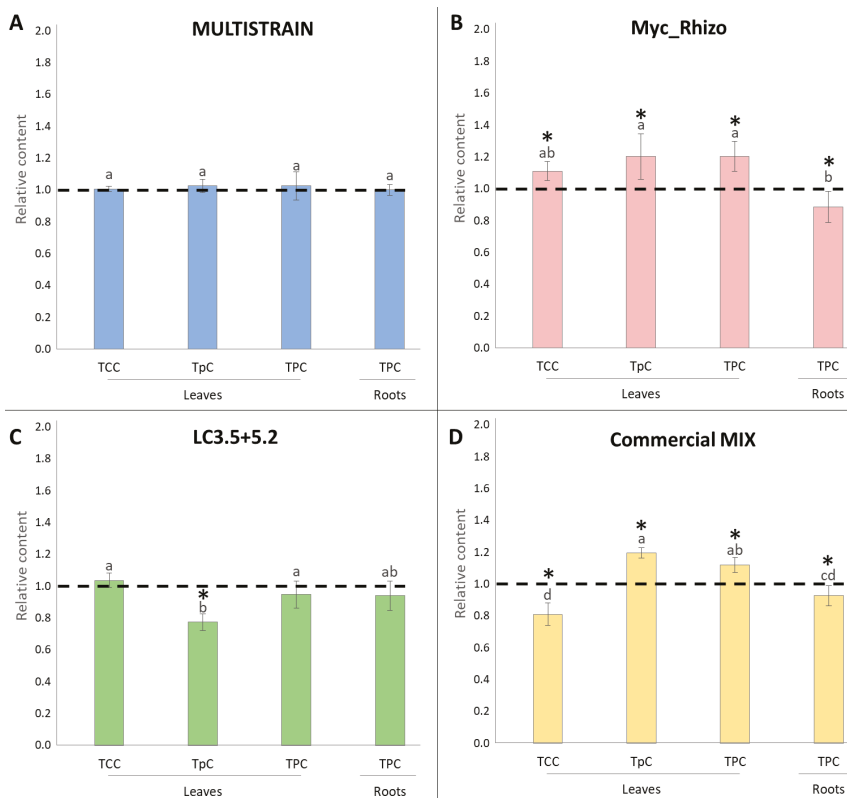 A
MULTISTRAIN
Relative content
2.0
1.8
1.6
1.4
1.2
1.0
0.8
0.6
0.4
0.2
0.0
a a a a
TCC TpC TPC TPC
Leaves Roots
B
Myc_Rhizo
Relative content
2.0
1.8
1.6
1.4
1.2
1.0
0.8
0.6
0.4
0.2
0.0
* * * *
ab a a b
TCC TpC TPC TPC
Leaves Roots
C
LC3.5+5.2
Relative content
2.0
1.8
1.6
1.4
1.2
1.0
0.8
0.6
0.4
0.2
0.0
*
a b a ab
TCC TpC TPC TPC
Leaves Roots
D
Commercial MIX
Relative content
2.0
1.8
1.6
1.4
1.2
1.0
0.8
0.6
0.4
0.2
0.0
* * * *
d a ab cd
TCC TpC TPC TPC
Leaves Roots